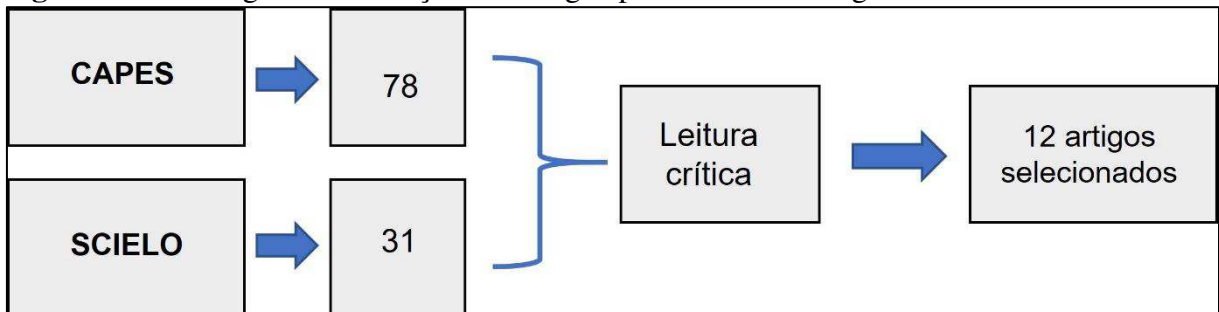 CAPES
78
SCIELO
31
Leitura
crítica
12 artigos
selecionados